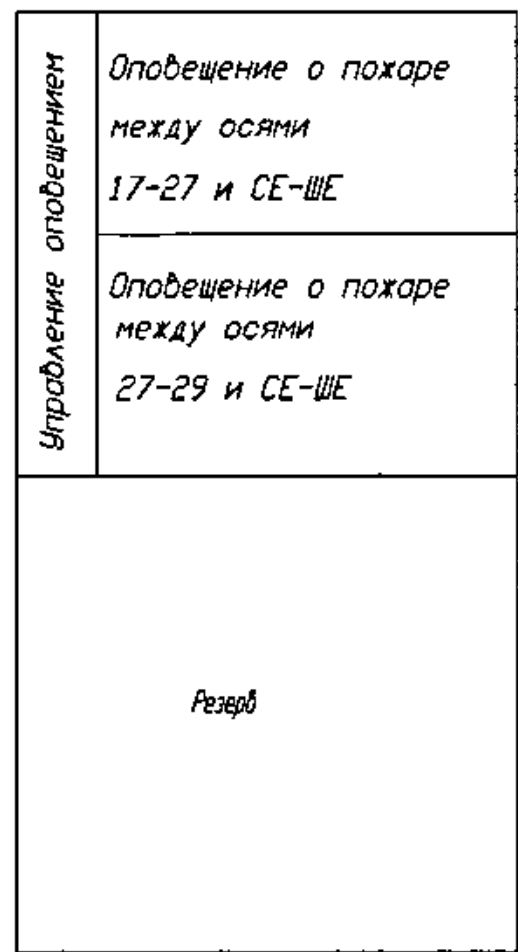 Управление оповещением
Оповещение о пожаре
между осями
17-27 и СЕ-ШЕ
Оповещение о пожаре
между осями
27-29 и СЕ-ШЕ
Резерв